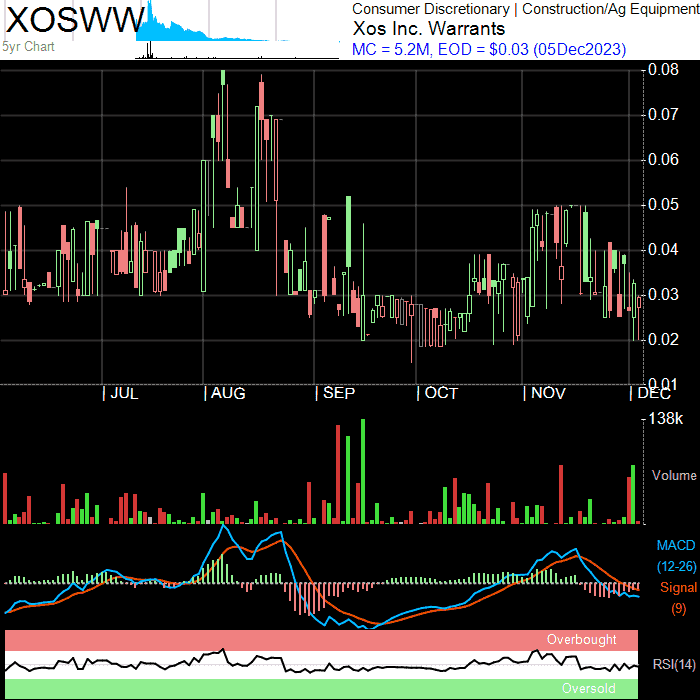 XOSWW
5yr Chart
Consumer Discretionary | Construction/Ag Equipment
Xos Inc. Warrants
MC = 5.2M, EOD = $0.03 (05Dec2023)
0.08
0.07
0.06
0.05
0.04
0.03
0.02
0.01
| JUL | AUG | SEP | OCT | NOV | DEC
138k
Volume
MACD
(12-26)
Signal
(9)
Overbought
RSI(14)
Oversold